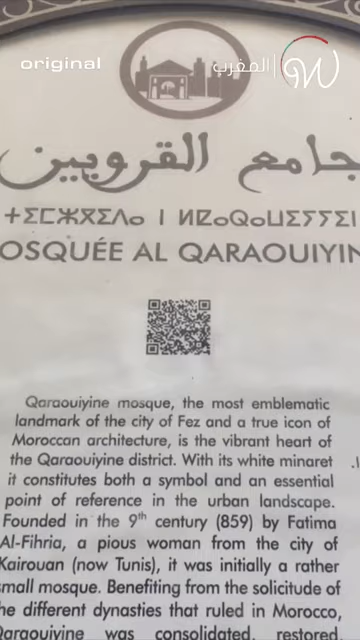 original
المغرب
جامع القرويين
ⵜⵉⵎⵣⴳⵉⴷⴰ ⵏ ⵍⵇⴰⵕⴰⵡⵉⵢⵢⵉⵏ
OSQUÉE AL QARAOUIYIN
Qaraouiyine mosque, the most emblematic
landmark of the city of Fez and a true icon of
Moroccan architecture, is the vibrant heart of
the Qaraouiyine district. With its white minaret
it constitutes both a symbol and an essential
point of reference in the urban landscape.
Founded in the 9th century (859) by Fatima
Al-Fihria, a pious woman from the city of
Kairouan (now Tunis), it was initially a rather
small mosque. Benefiting from the solicitude of
he different dynasties that ruled in Morocco,
Qaraouiyine was consolidated, restored